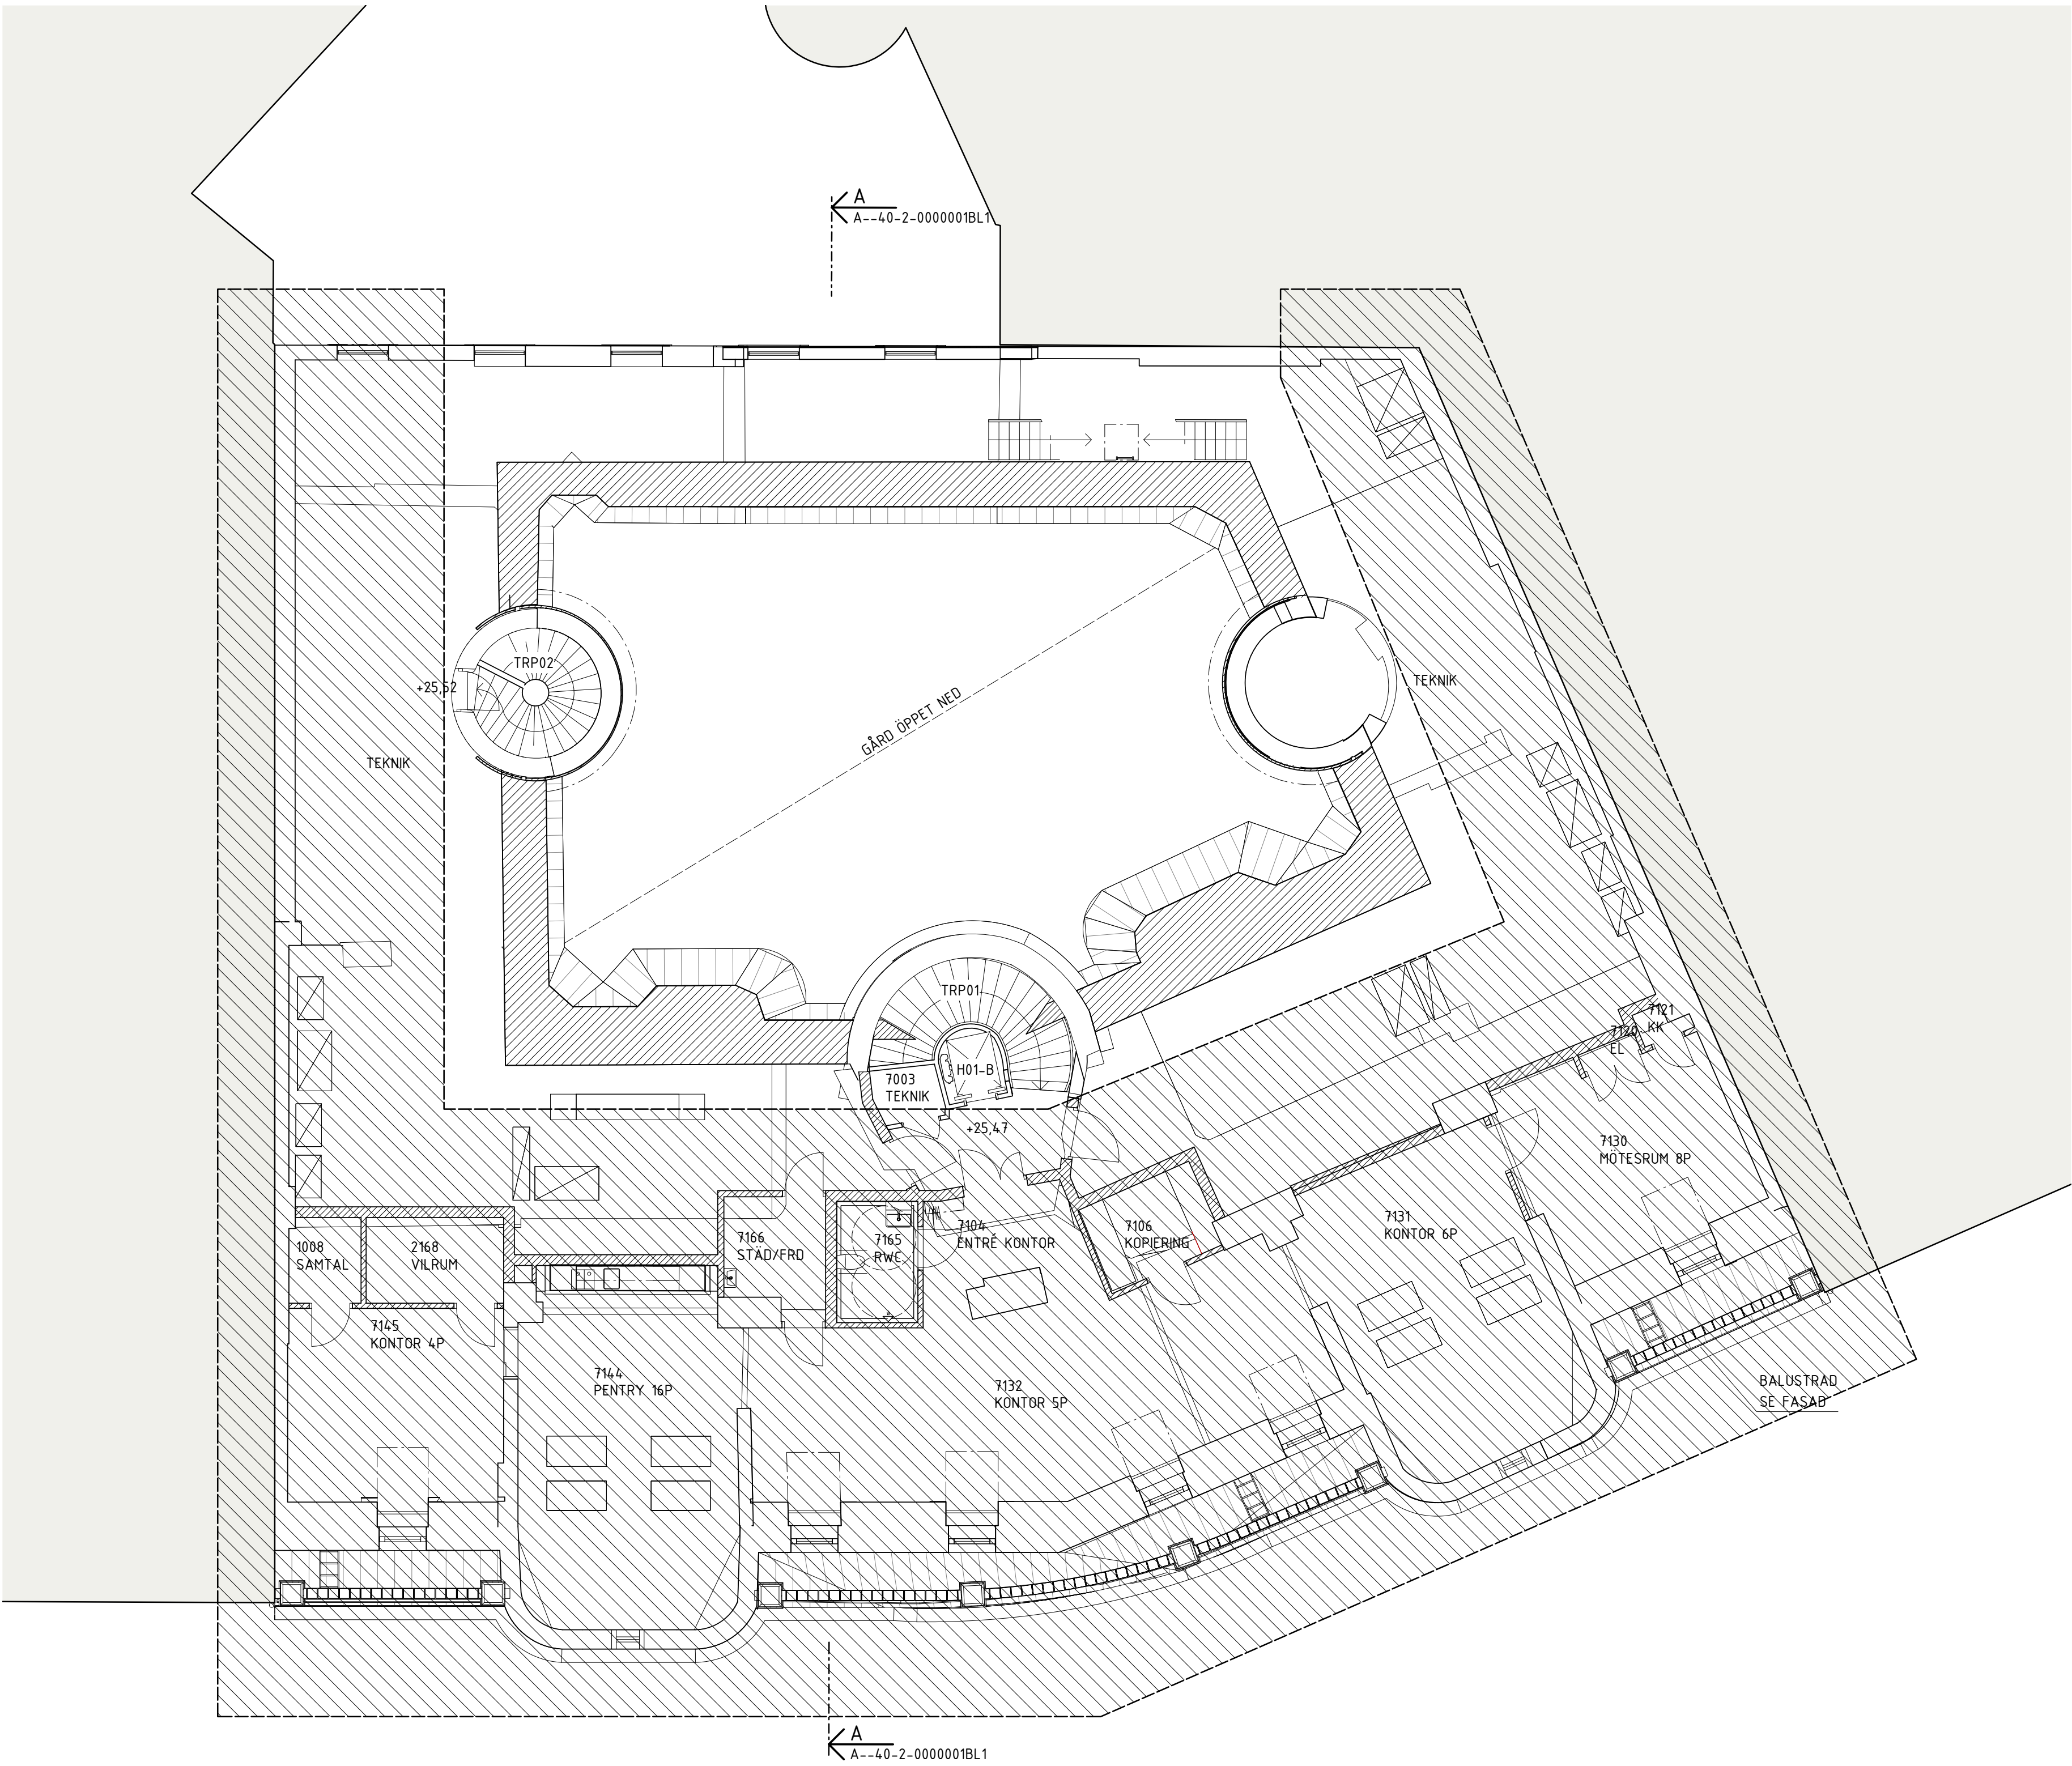 A
A--40-2-0000001BL1
TRP02
+25,52
TEKNIK
GÅRD ÖPPET NED
TEKNIK
TRP01
H01-B
7003
TEKNIK
+25,47
7121
KK
7120
EL
7130
MÖTESRUM 8P
7131
KONTOR 6P
7106
KOPIERING
7104
ENTRÉ KONTOR
7165
RWC
7166
STÄD/FRD
2168
VILRUM
1008
SAMTAL
7145
KONTOR 4P
7144
PENTRY 16P
7132
KONTOR 5P
BALUSTRAD
SE FASAD
A
A--40-2-0000001BL1